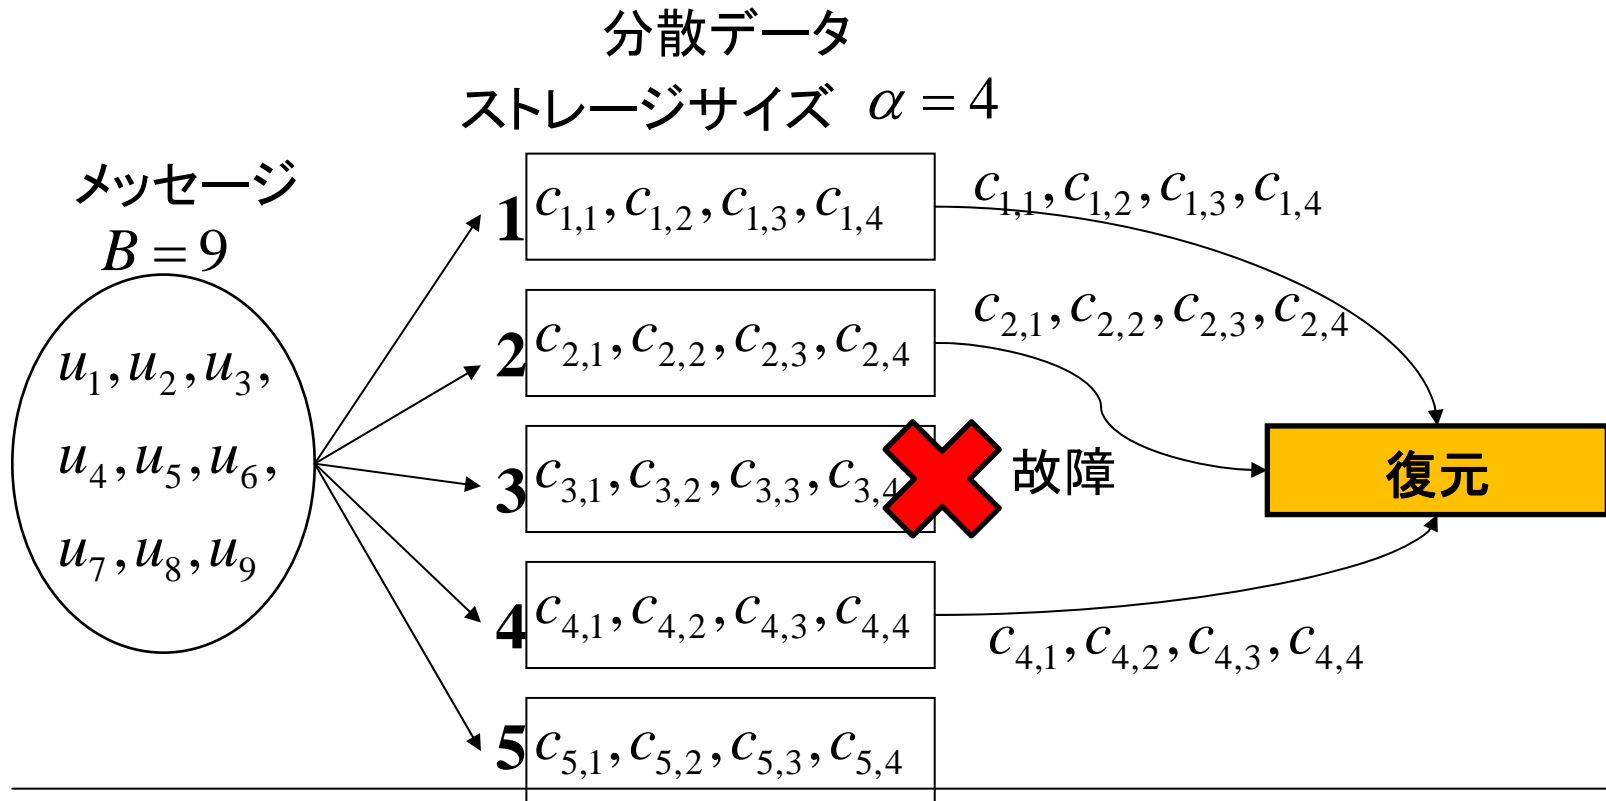 分散データ
ストレージサイズ α = 4
メッセージ
B = 9
u₁,u₂,u₃,
u₄,u₅,u₆,
u₇,u₈,u₉
1 c₁,₁,c₁,₂,c₁,₃,c₁,₄
c₁,₁,c₁,₂,c₁,₃,c₁,₄
2 c₂,₁,c₂,₂,c₂,₃,c₂,₄
c₂,₁,c₂,₂,c₂,₃,c₂,₄
3 c₃,₁,c₃,₂,c₃,₃,c₃,₄
故障
復元
4 c₄,₁,c₄,₂,c₄,₃,c₄,₄
c₄,₁,c₄,₂,c₄,₃,c₄,₄
5 c₅,₁,c₅,₂,c₅,₃,c₅,₄